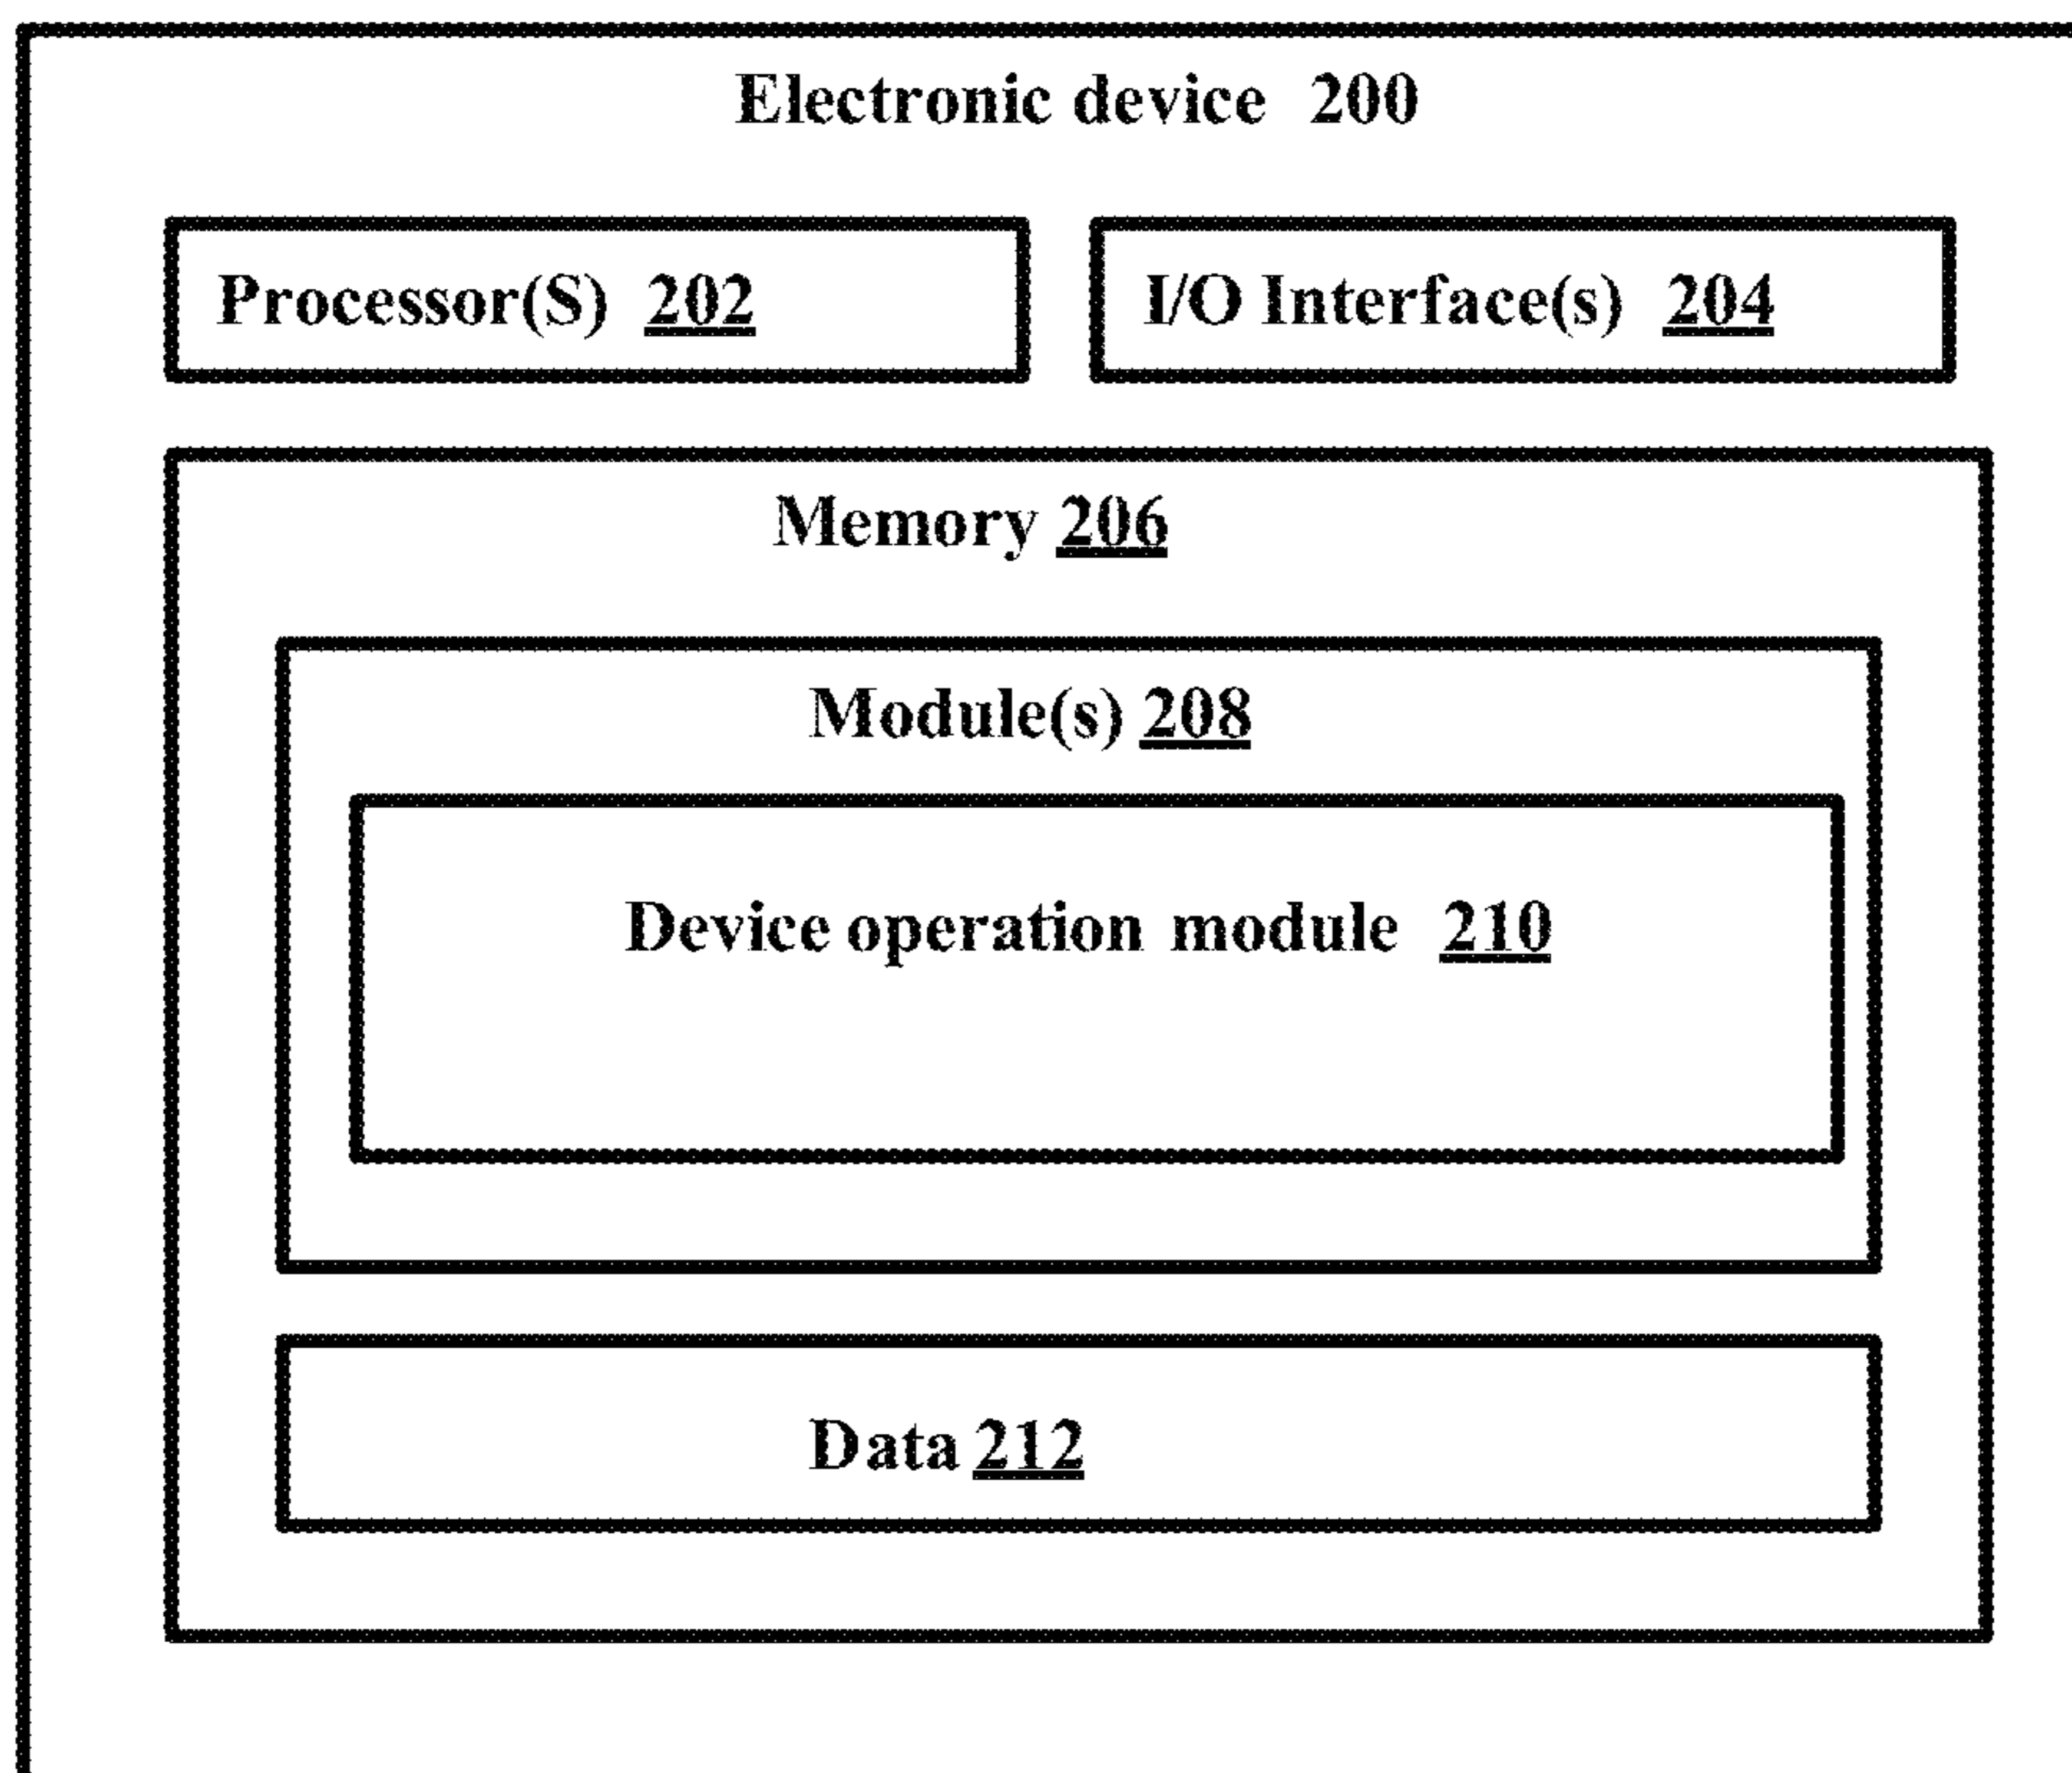 Electronic device 200
Processor(S) 202
I/O Interface(s) 204
Memory 206
Module(s) 208
Device operation module 210
Data 212